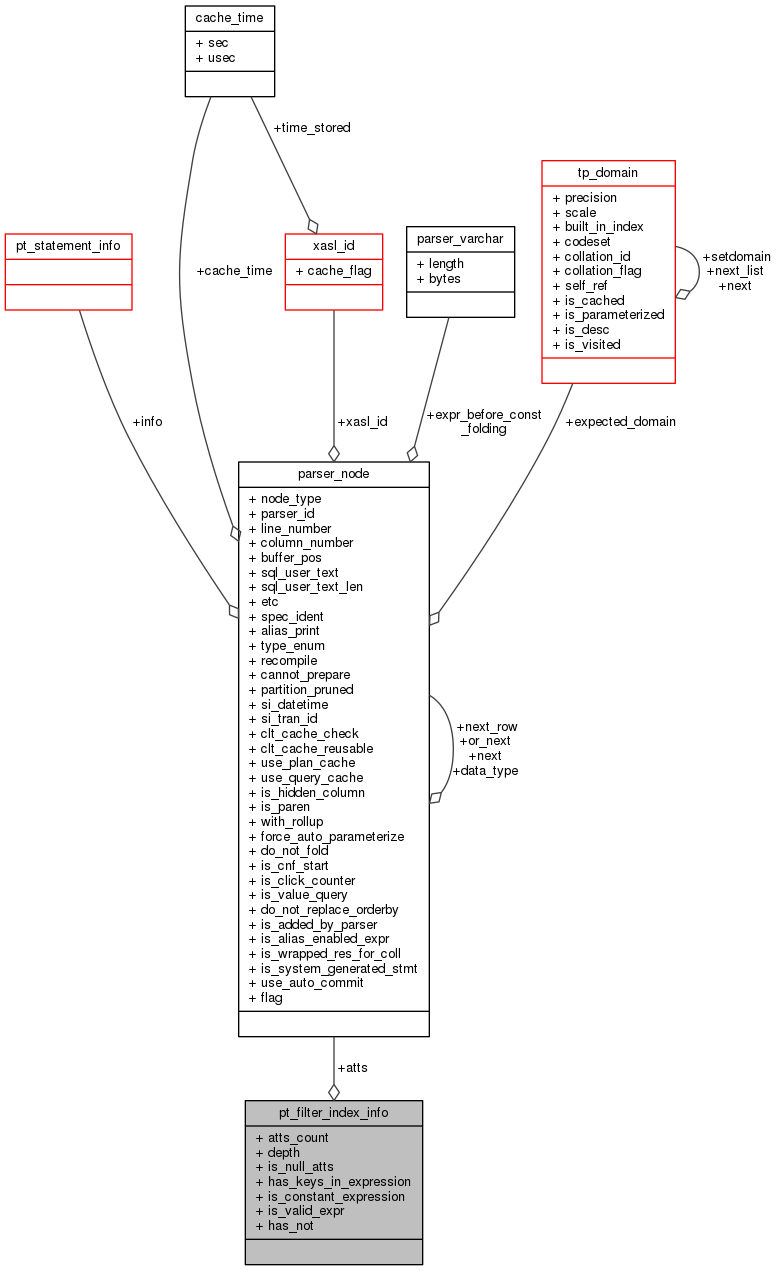 cache_time
+ sec
+ usec
+time_stored
tp_domain
+ precision
+ scale
+ built_in_index
+ codeset
+ collation_id
+ collation_flag
+ self_ref
+ is_cached
+ is_parameterized
+ is_desc
+ is_visited
+setdomain
+next_list
+next
pt_statement_info
xasl_id
+ cache_flag
parser_varchar
+ length
+ bytes
+cache_time
+info
+xasl_id
+expr_before_const
_folding
+expected_domain
parser_node
+ node_type
+ parser_id
+ line_number
+ column_number
+ buffer_pos
+ sql_user_text
+ sql_user_text_len
+ etc
+ spec_ident
+ alias_print
+ type_enum
+ recompile
+ cannot_prepare
+ partition_pruned
+ si_datetime
+ si_tran_id
+ clt_cache_check
+ clt_cache_reusable
+ use_plan_cache
+ use_query_cache
+ is_hidden_column
+ is_paren
+ with_rollup
+ force_auto_parameterize
+ do_not_fold
+ is_cnf_start
+ is_click_counter
+ is_value_query
+ do_not_replace_orderby
+ is_added_by_parser
+ is_alias_enabled_expr
+ is_wrapped_res_for_coll
+ is_system_generated_stmt
+ use_auto_commit
+ flag
+next_row
+or_next
+next
+data_type
+atts
pt_filter_index_info
+ atts_count
+ depth
+ is_null_atts
+ has_keys_in_expression
+ is_constant_expression
+ is_valid_expr
+ has_not